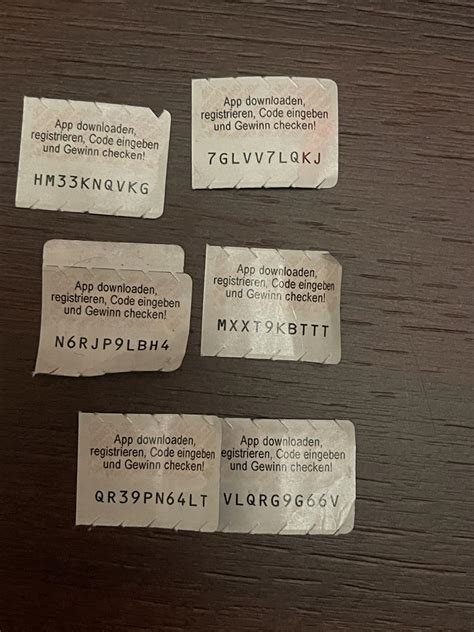 App downloaden,
registrieren, Code eingeben
und Gewinn checken!
HM33KNQVKG
App downloaden,
registrieren, Code eingeben
und Gewinn checken!
7GLVV7LQKJ
App downloaden,
registrieren, Code eingeben
und Gewinn checken!
N6RJP9LBH4
App downloaden,
registrieren, Code eingeben
und Gewinn checken!
MXXT9KBTTT
App downloaden,
registrieren, Code eingeben
und Gewinn checken!
QR39PN64LT
App downloaden,
egistrieren, Code eingeben
und Gewinn checken!
VLQRG9G66V